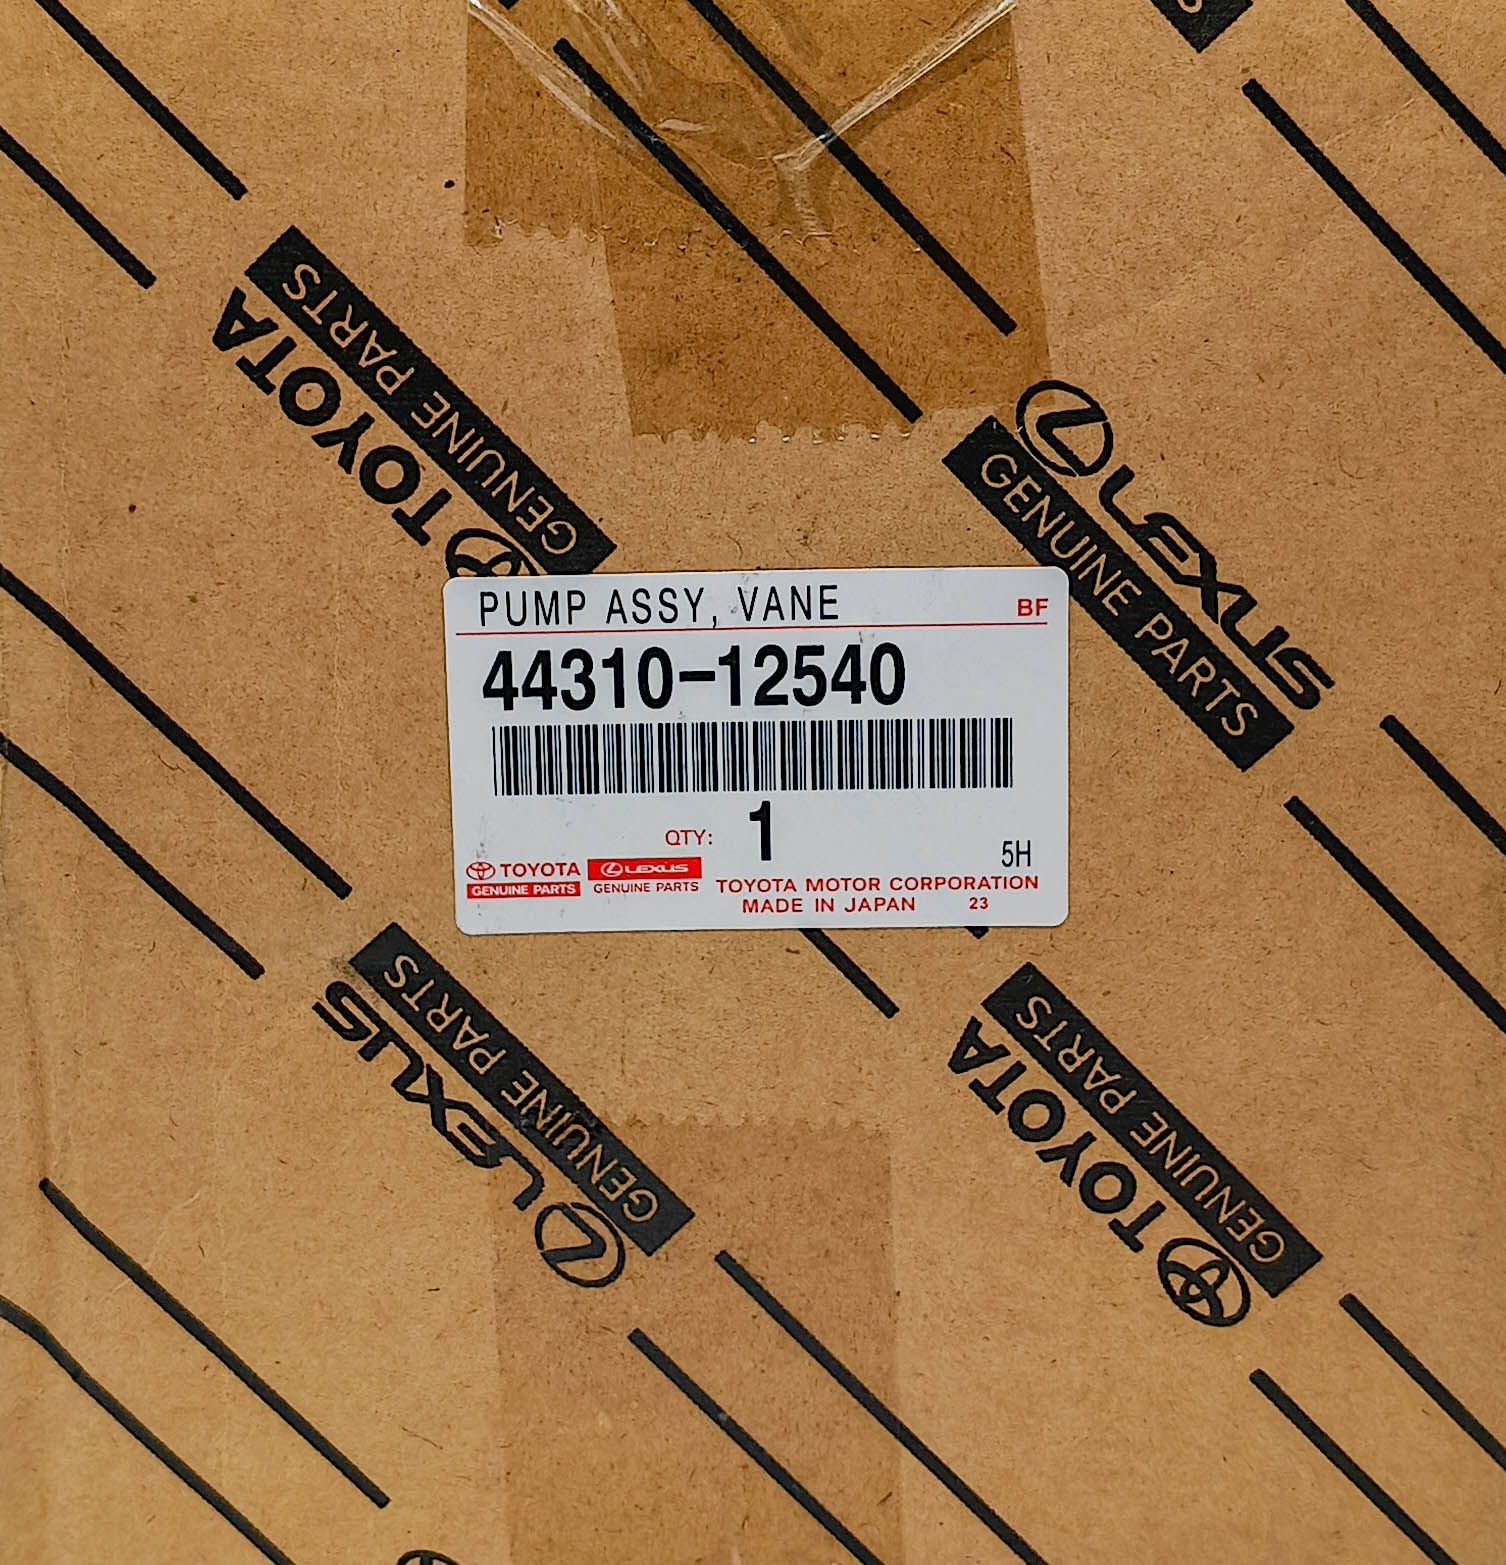 GENUINE PARTS
TOYOTA
LEXUS
GENUINE PARTS
PUMP ASSY, VANE BF
44310-12540
QTY: 1
5H
TOYOTA LEXUS
GENUINE PARTS GENUINE PARTS
TOYOTA MOTOR CORPORATION
MADE IN JAPAN 23
GENUINE PARTS
LEXUS
GENUINE PARTS
TOYOTA